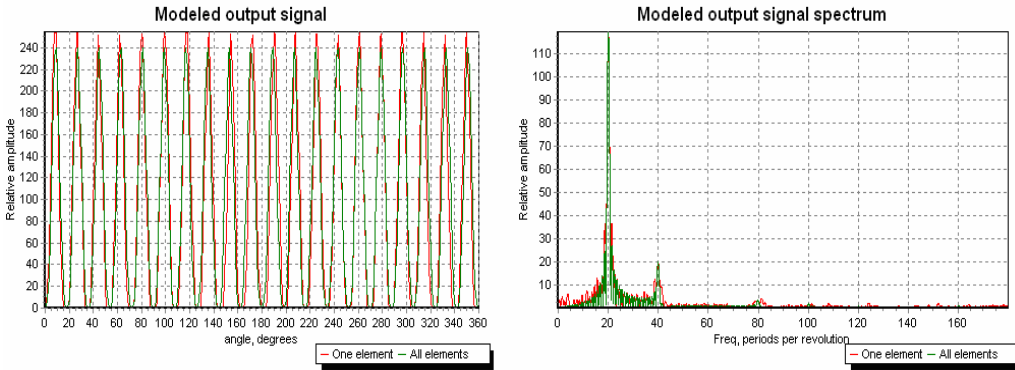 Modeled output signal
Relative amplitude
240
220
200
180
160
140
120
100
80
60
40
20
0
0 20 40 60 80 100 120 140 160 180 200 220 240 260 280 300 320 340 360
angle, degrees
One element All elements
Modeled output signal spectrum
Relative amplitude
110
100
90
80
70
60
50
40
30
20
10
0 20 40 60 80 100 120 140 160
Freq, periods per revolution
One element All elements